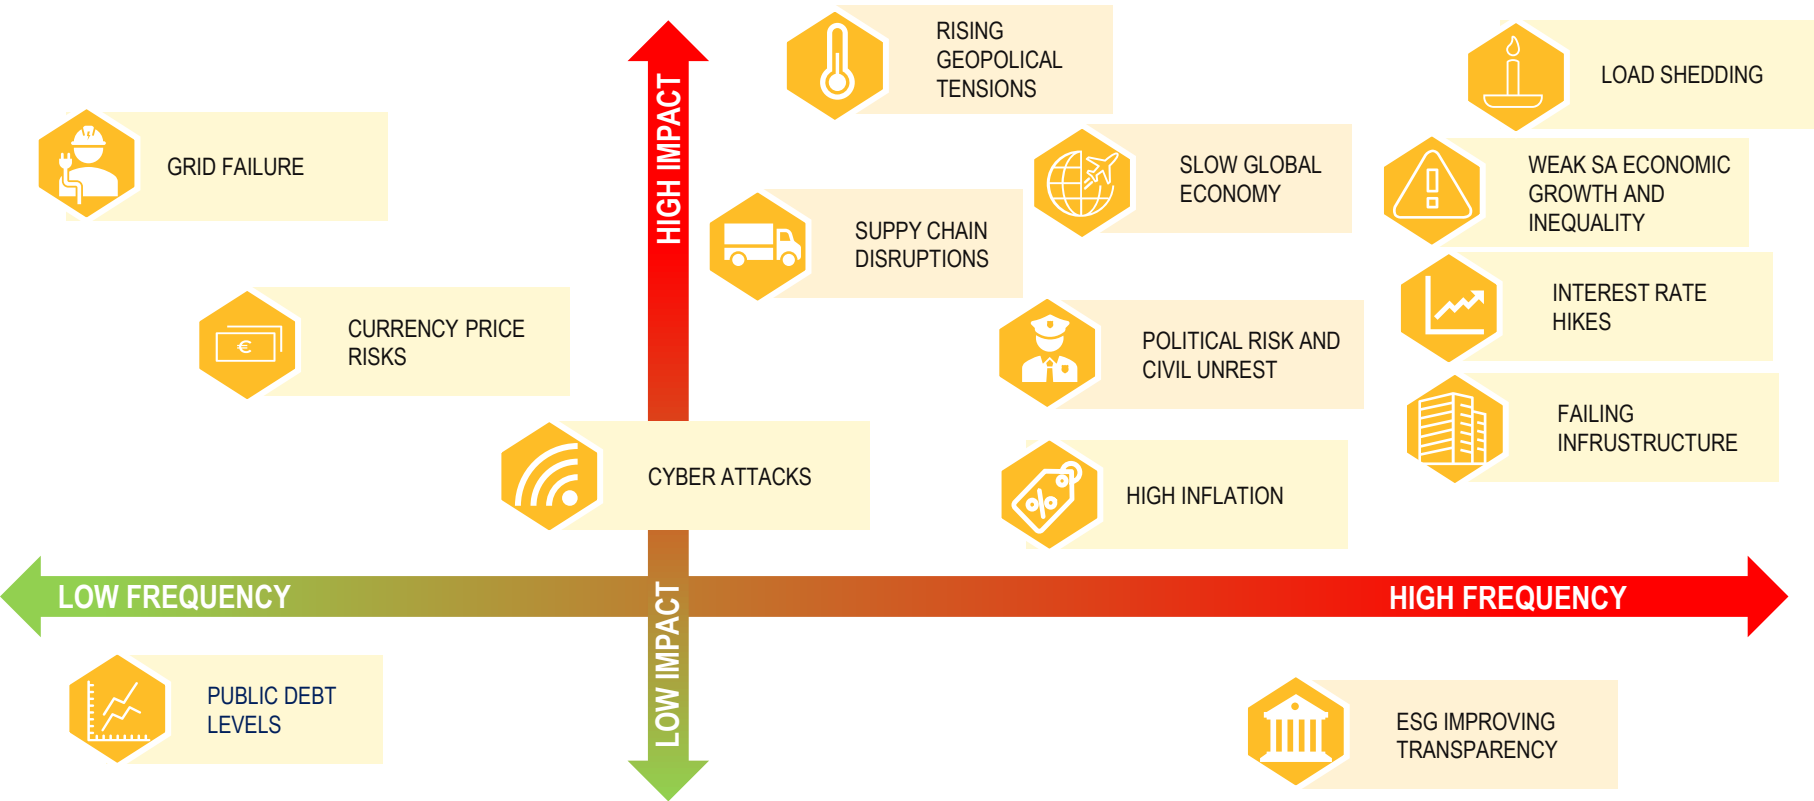 RISING
GEOPOLICAL
TENSIONS
LOAD SHEDDING
HIGH IMPACT
GRID FAILURE
SLOW GLOBAL
ECONOMY
WEAK SA ECONOMIC
GROWTH AND
INEQUALITY
SUPPY CHAIN
DISRUPTIONS
INTEREST RATE
HIKES
CURRENCY PRICE
RISKS
€
POLITICAL RISK AND
CIVIL UNREST
FAILING
INFRUSTRUCTURE
CYBER ATTACKS
%
HIGH INFLATION
LOW FREQUENCY
HIGH FREQUENCY
LOW IMPACT
PUBLIC DEBT
LEVELS
ESG IMPROVING
TRANSPARENCY